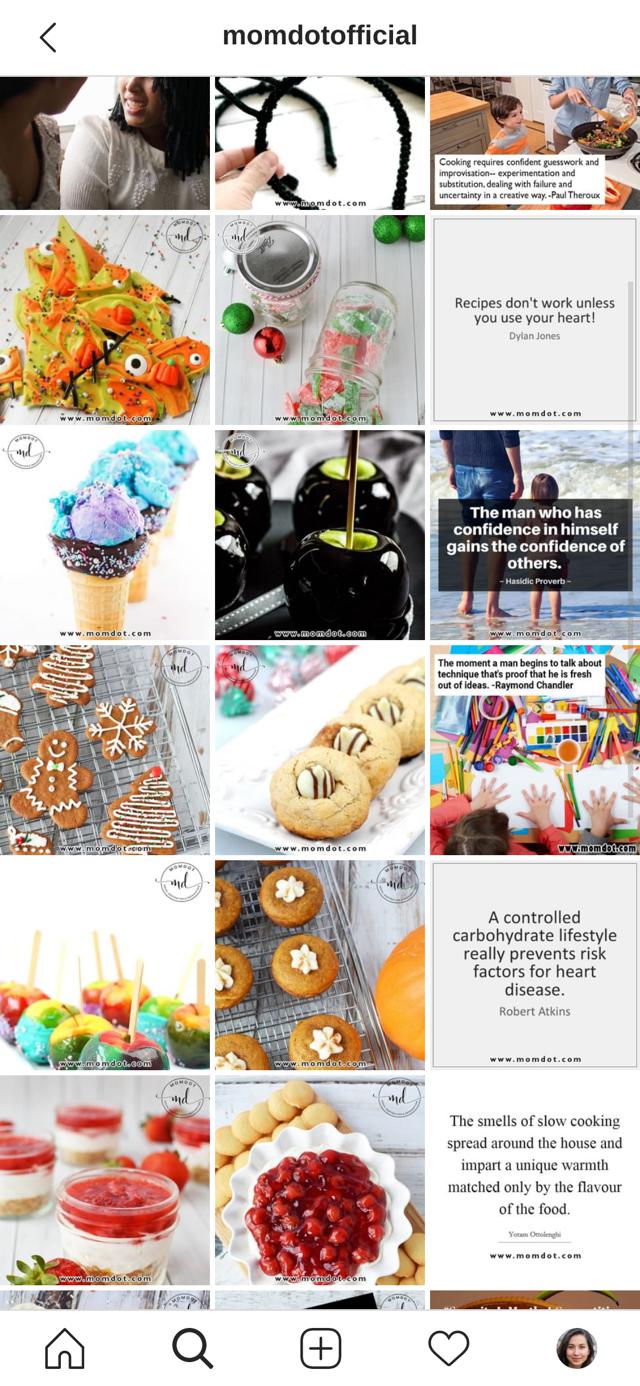 momdotofficial
www.momdot.com
Cooking requires confident guesswork and
improvisation-- experimentation and
substitution, dealing with failure and
uncertainty in a creative way. -Paul Theroux
MOMDOT
md
www.momdot.com
MOMDOT
md
www.momdot.com
Recipes don't work unless
you use your heart!
Dylan Jones
www.momdot.com
MOMDOT
md
www.momdot.com
MOMDOT
md
www.momdot.com
The man who has
confidence in himself
gains the confidence of
others.
~ Hasidic Proverb ~
www.momdot.com
MOMDOT
md
www.momdot.com
MOMDOT
md
www.momdot.com
The moment a man begins to talk about
technique that's proof that he is fresh
out of ideas. -Raymond Chandler
www.momdot.com
MOMDOT
md
www.momdot.com
MOMDOT
md
www.momdot.com
A controlled
carbohydrate lifestyle
really prevents risk
factors for heart
disease.
Robert Atkins
www.momdot.com
MOMDOT
md
www.momdot.com
MOMDOT
md
www.momdot.com
The smells of slow cooking
spread around the house and
impart a unique warmth
matched only by the flavour
of the food.
Yotam Ottolenghi
www.momdot.com